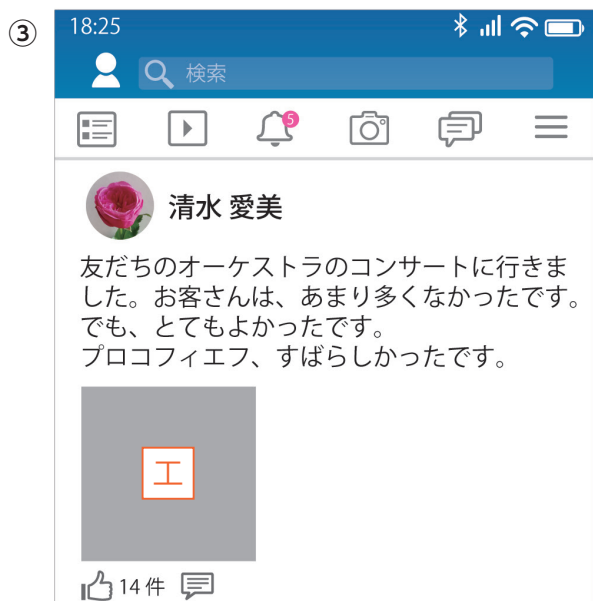 ③
18:25
検索
5
清水 愛美
友だちのオーケストラのコンサートに行きま
した。お客さんは、あまり多くなかったです。
でも、とてもよかったです。
プロコフィエフ、すばらしかったです。
エ
14 件